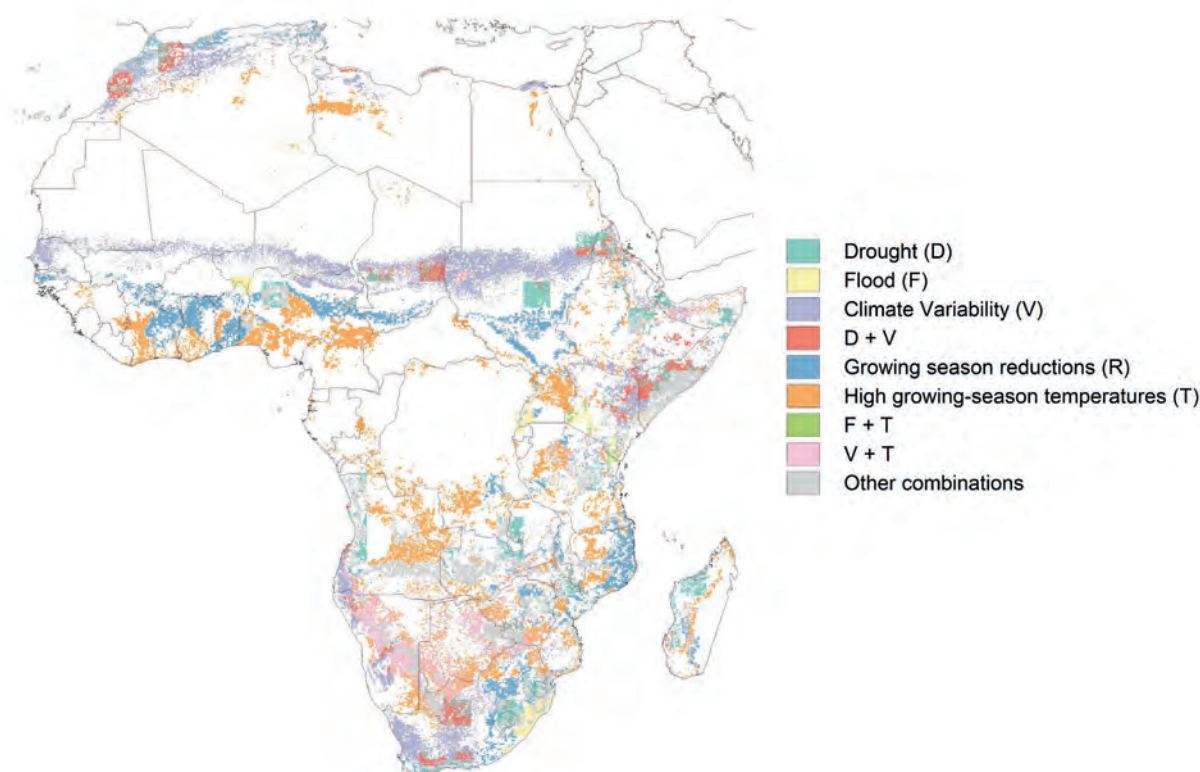 Drought (D)
Flood (F)
Climate Variability (V)
D + V
Growing season reductions (R)
High growing-season temperatures (T)
F + T
V + T
Other combinations